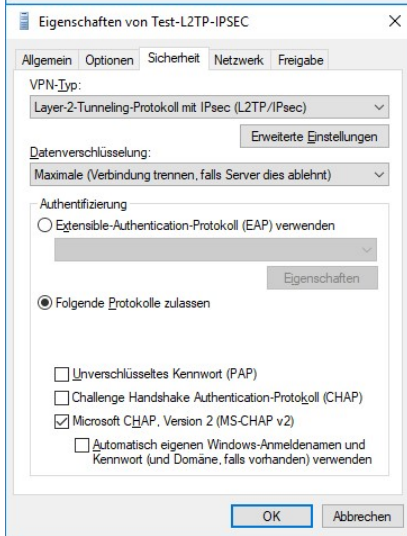 Eigenschaften von Test-L2TP-IPSEC
Allgemein Optionen Sicherheit Netzwerk Freigabe
VPN-Typ:
Layer-2-Tunneling-Protokoll mit IPsec (L2TP/IPsec)
Erweiterte Einstellungen
Datenverschlüsselung:
Maximale (Verbindung trennen, falls Server dies ablehnt)
Authentifizierung
Extensible-Authentication-Protokoll (EAP) verwenden
Eigenschaften
Folgende Protokolle zulassen
Unverschlüsseltes Kennwort (PAP)
Challenge Handshake Authentication-Protokoll (CHAP)
Microsoft CHAP, Version 2 (MS-CHAP v2)
Automatisch eigenen Windows-Anmeldenamen und
Kennwort (und Domäne, falls vorhanden) verwenden
OK Abbrechen